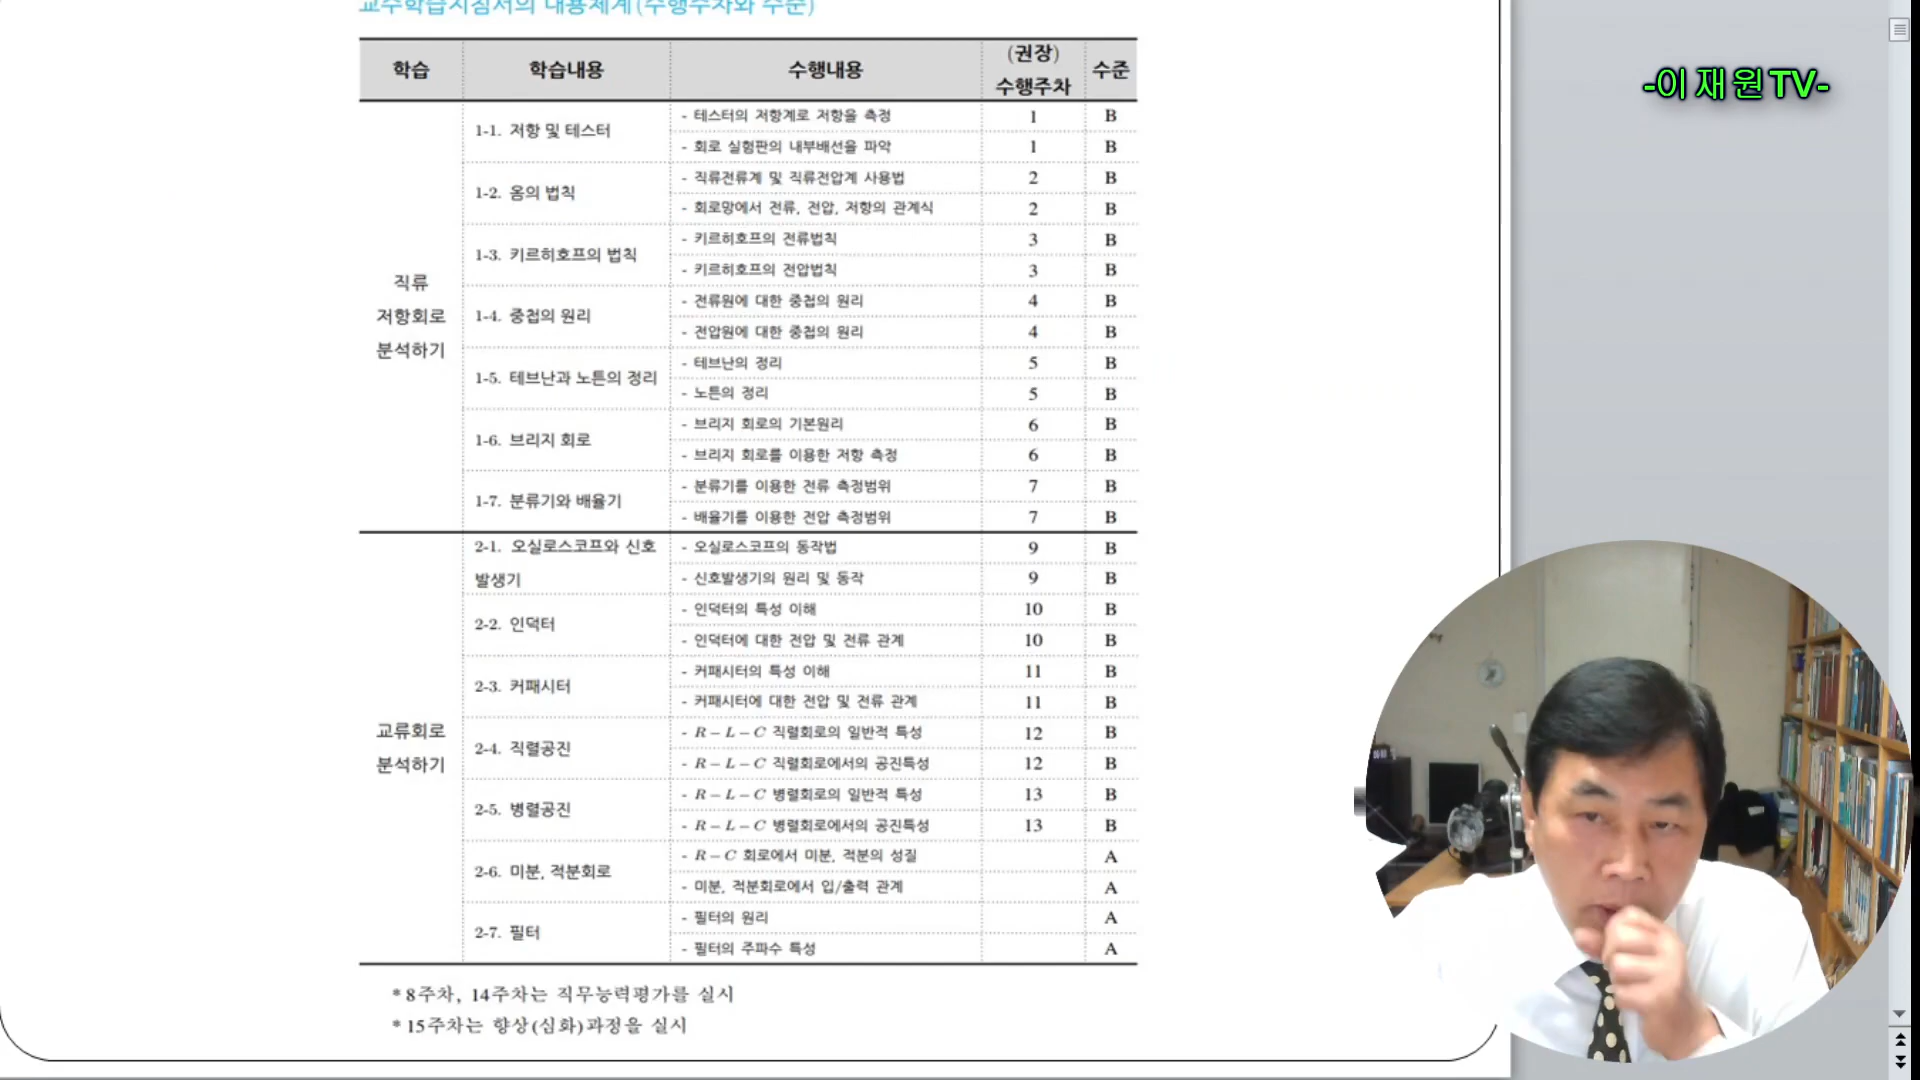 교수학습지침서의 내용체계(수행주차와 수준)
-이재원TV-
학습 학습내용 수행내용 (권장) 수행주차 수준
직류 저항회로 분석하기
1-1. 저항 및 테스터
- 테스터의 저항계로 저항을 측정 1 B
- 회로 실험판의 내부배선을 파악 1 B
1-2. 옴의 법칙
- 직류전류계 및 직류전압계 사용법 2 B
- 회로망에서 전류, 전압, 저항의 관계식 2 B
1-3. 키르히호프의 법칙
- 키르히호프의 전류법칙 3 B
- 키르히호프의 전압법칙 3 B
1-4. 중첩의 원리
- 전류원에 대한 중첩의 원리 4 B
- 전압원에 대한 중첩의 원리 4 B
1-5. 테브난과 노튼의 정리
- 테브난의 정리 5 B
- 노튼의 정리 5 B
1-6. 브리지 회로
- 브리지 회로의 기본원리 6 B
- 브리지 회로를 이용한 저항 측정 6 B
1-7. 분류기와 배율기
- 분류기를 이용한 전류 측정범위 7 B
- 배율기를 이용한 전압 측정범위 7 B
교류회로 분석하기
2-1. 오실로스코프와 신호 발생기
- 오실로스코프의 동작법 9 B
- 신호발생기의 원리 및 동작 9 B
2-2. 인덕터
- 인덕터의 특성 이해 10 B
- 인덕터에 대한 전압 및 전류 관계 10 B
2-3. 커패시터
- 커패시터의 특성 이해 11 B
- 커패시터에 대한 전압 및 전류 관계 11 B
2-4. 직렬공진
- R-L-C 직렬회로의 일반적 특성 12 B
- R-L-C 직렬회로에서의 공진특성 12 B
2-5. 병렬공진
- R-L-C 병렬회로의 일반적 특성 13 B
- R-L-C 병렬회로에서의 공진특성 13 B
2-6. 미분, 적분회로
- R-C 회로에서 미분, 적분의 성질 A
- 미분, 적분회로에서 입/출력 관계 A
2-7. 필터
- 필터의 원리 A
- 필터의 주파수 특성 A
* 8주차, 14주차는 직무능력평가를 실시
* 15주차는 향상(심화)과정을 실시